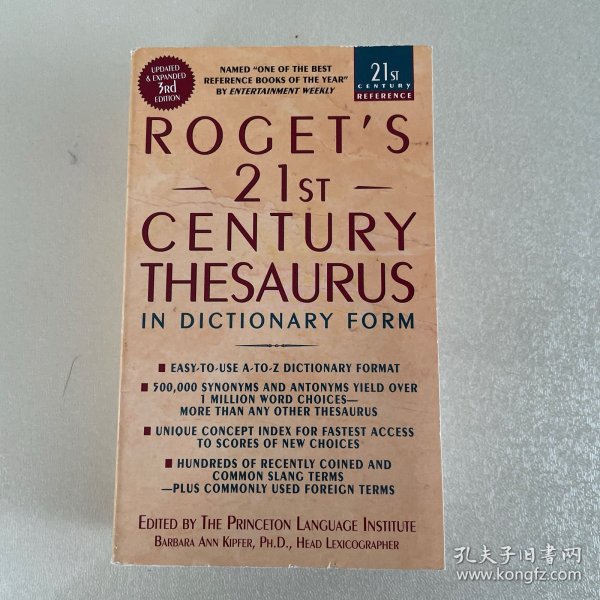 UPDATED
& EXPANDED
3RD
EDITION
NAMED "ONE OF THE BEST
REFERENCE BOOKS OF THE YEAR"
BY ENTERTAINMENT WEEKLY
21ST
CENTURY
REFERENCE
ROGET'S
— 21ST —
CENTURY
THESAURUS
IN DICTIONARY FORM
■ EASY-TO-USE A-TO-Z DICTIONARY FORMAT
■ 500,000 SYNONYMS AND ANTONYMS YIELD OVER
1 MILLION WORD CHOICES—
MORE THAN ANY OTHER THESAURUS
■ UNIQUE CONCEPT INDEX FOR FASTEST ACCESS
TO SCORES OF NEW CHOICES
■ HUNDREDS OF RECENTLY COINED AND
COMMON SLANG TERMS
—PLUS COMMONLY USED FOREIGN TERMS
EDITED BY THE PRINCETON LANGUAGE INSTITUTE
BARBARA ANN KIPFER, PH.D., HEAD LEXICOGRAPHER
孔夫子旧书网
www.kongfz.com